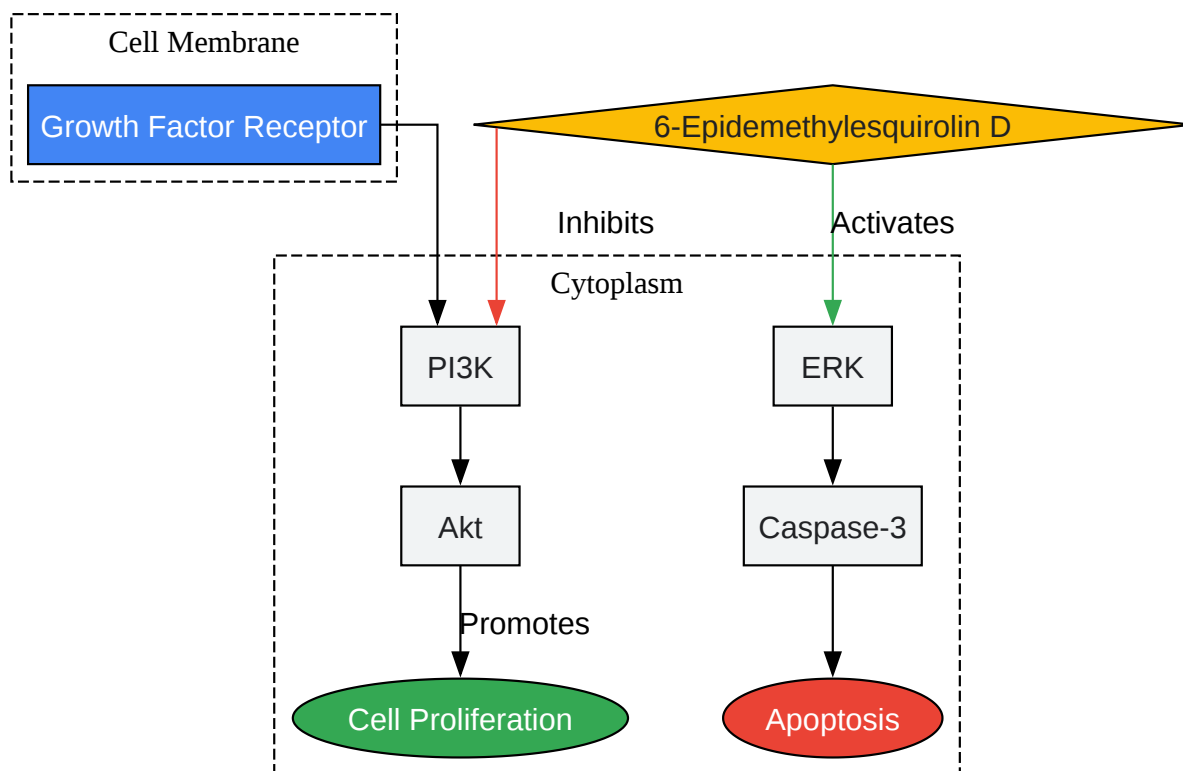 Cell Membrane
Growth Factor Receptor
6-Epidemethylesquirolin D
Inhibits
Activates
Cytoplasm
PI3K
ERK
Akt
Caspase-3
Promotes
Cell Proliferation
Apoptosis